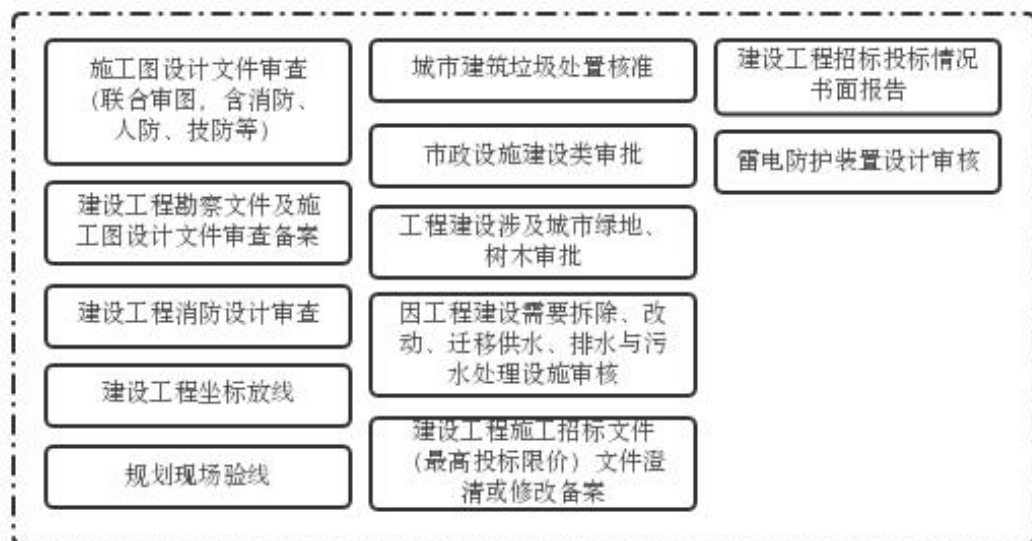 施工图设计文件审查
（联合审图，含消防、
人防、技防等）
建设工程勘察文件及施
工图设计文件审查备案
建设工程消防设计审查
建设工程坐标放线
规划现场验线
城市建筑垃圾处置核准
市政设施建设类审批
工程建设涉及城市绿地、
树木审批
因工程建设需要拆除、改
动、迁移供水、排水与污
水处理设施审核
建设工程施工招标文件
（最高投标限价）文件澄
清或修改备案
建设工程招标投标情况
书面报告
雷电防护装置设计审核